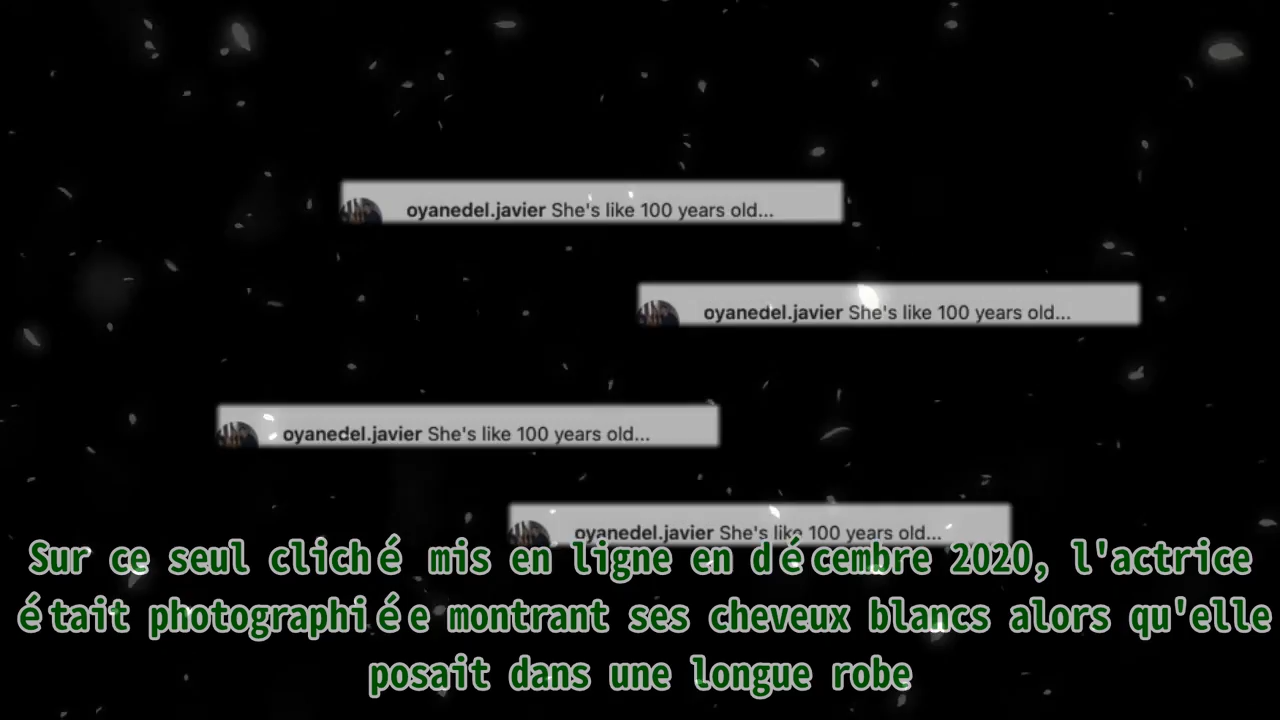 oyanedel.javier She's like 100 years old...
oyanedel.javier She's like 100 years old...
oyanedel.javier She's like 100 years old...
oyanedel.javier She's like 100 years old...
Sur ce seul cliché mis en ligne en décembre 2020, l'actrice
était photographiée montrant ses cheveux blancs alors qu'elle
posait dans une longue robe